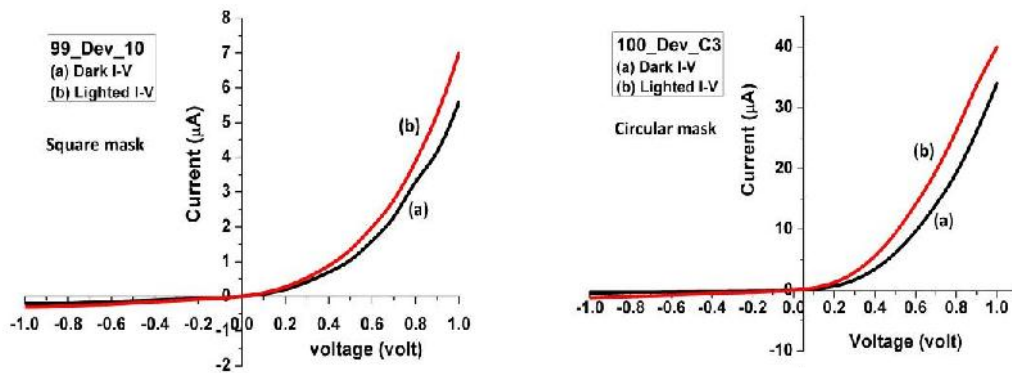 99_Dev_10
(a) Dark I-V
(b) Lighted I-V
Square mask
Current (μA)
8
7
6
5
4
3
2
1
0
-1
-2
-1.0 -0.8 -0.6 -0.4 -0.2 0.0 0.2 0.4 0.6 0.8 1.0
voltage (volt)
(b)
(a)
100_Dev_C3
(a) Dark I-V
(b) Lighted I-V
Circular mask
Current (μA)
40
30
20
10
0
-10
-1.0 -0.8 -0.6 -0.4 -0.2 0.0 0.2 0.4 0.6 0.8 1.0
Voltage (volt)
(b)
(a)